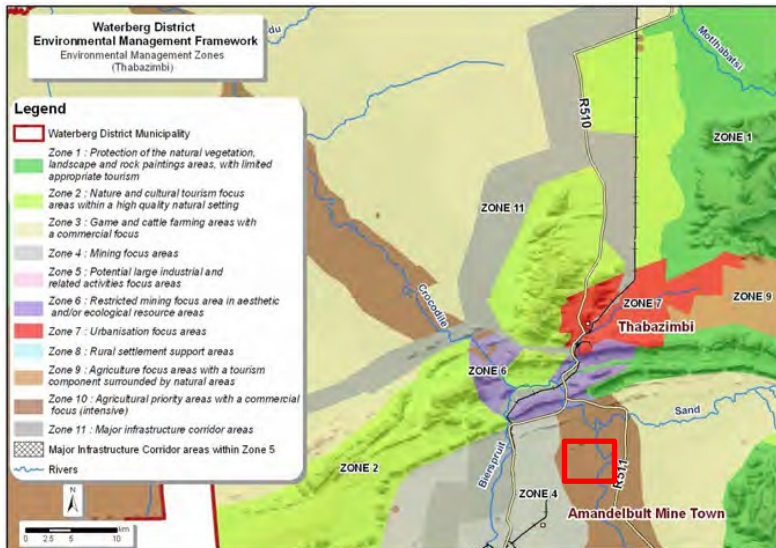 Waterberg District
Environmental Management Framework
Environmental Management Zones
(Thabazimbi)
Legend
Waterberg District Municipality
Zone 1 : Protection of the natural vegetation,
landscape and rock paintings areas, with limited
appropriate tourism
Zone 2 : Nature and cultural tourism focus
areas within a high quality natural setting
Zone 3 : Game and cattle farming areas with
a commercial focus
Zone 4 : Mining focus areas
Zone 5 : Potential large industrial and
related activities focus areas
Zone 6 : Restricted mining focus area in aesthetic
and/or ecological resource areas
Zone 7 : Urbanisation focus areas
Zone 8 : Rural settlement support areas
Zone 9 : Agriculture focus areas with a tourism
component surrounded by natural areas
Zone 10 : Agricultural priority areas with a commercial
focus (intensive)
Zone 11 : Major infrastructure corridor areas
Major Infrastructure Corridor areas within Zone 5
Rivers
N
km
0 2.5 5 10
du
Motlhabatsi
R510
ZONE 1
ZONE 11
Crocodile
ZONE 7
ZONE 9
Thabazimbi
ZONE 6
Sand
Bierspruit
R511
ZONE 2
ZONE 4
Amandelbult Mine Town